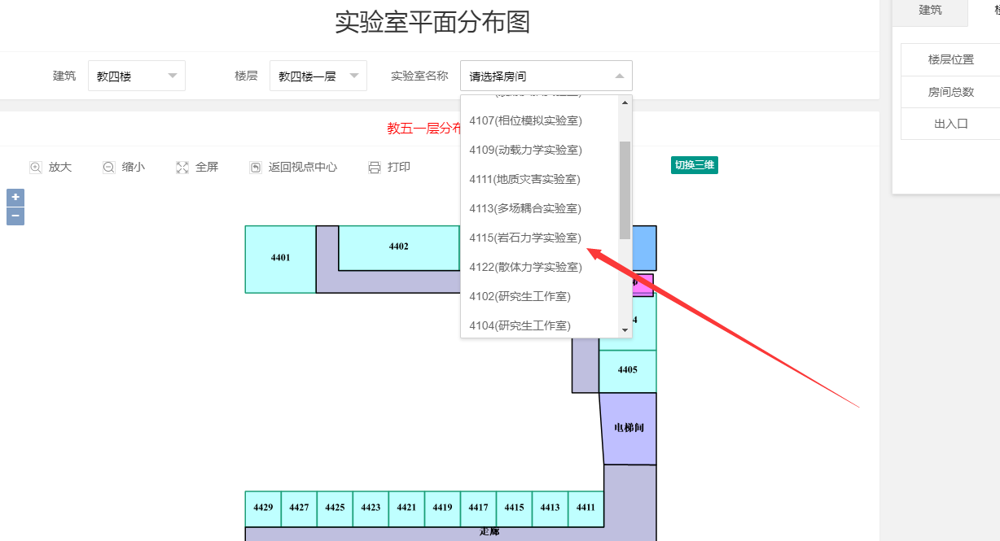 实验室平面分布图
建筑
楼
建筑 教四楼 楼层 教四楼一层 实验室名称 请选择房间
楼层位置
房间总数
出入口
教五一层分布
4107(相位模拟实验室)
4109(动载力学实验室)
4111(地质灾害实验室)
4113(多场耦合实验室)
4115(岩石力学实验室)
4122(散体力学实验室)
4102(研究生工作室)
4104(研究生工作室)
放大 缩小 全屏 返回视点中心 打印 切换三维
+
−
4401
4402
4
4405
电梯间
4429 4427 4425 4423 4421 4419 4417 4415 4413 4411
走廊